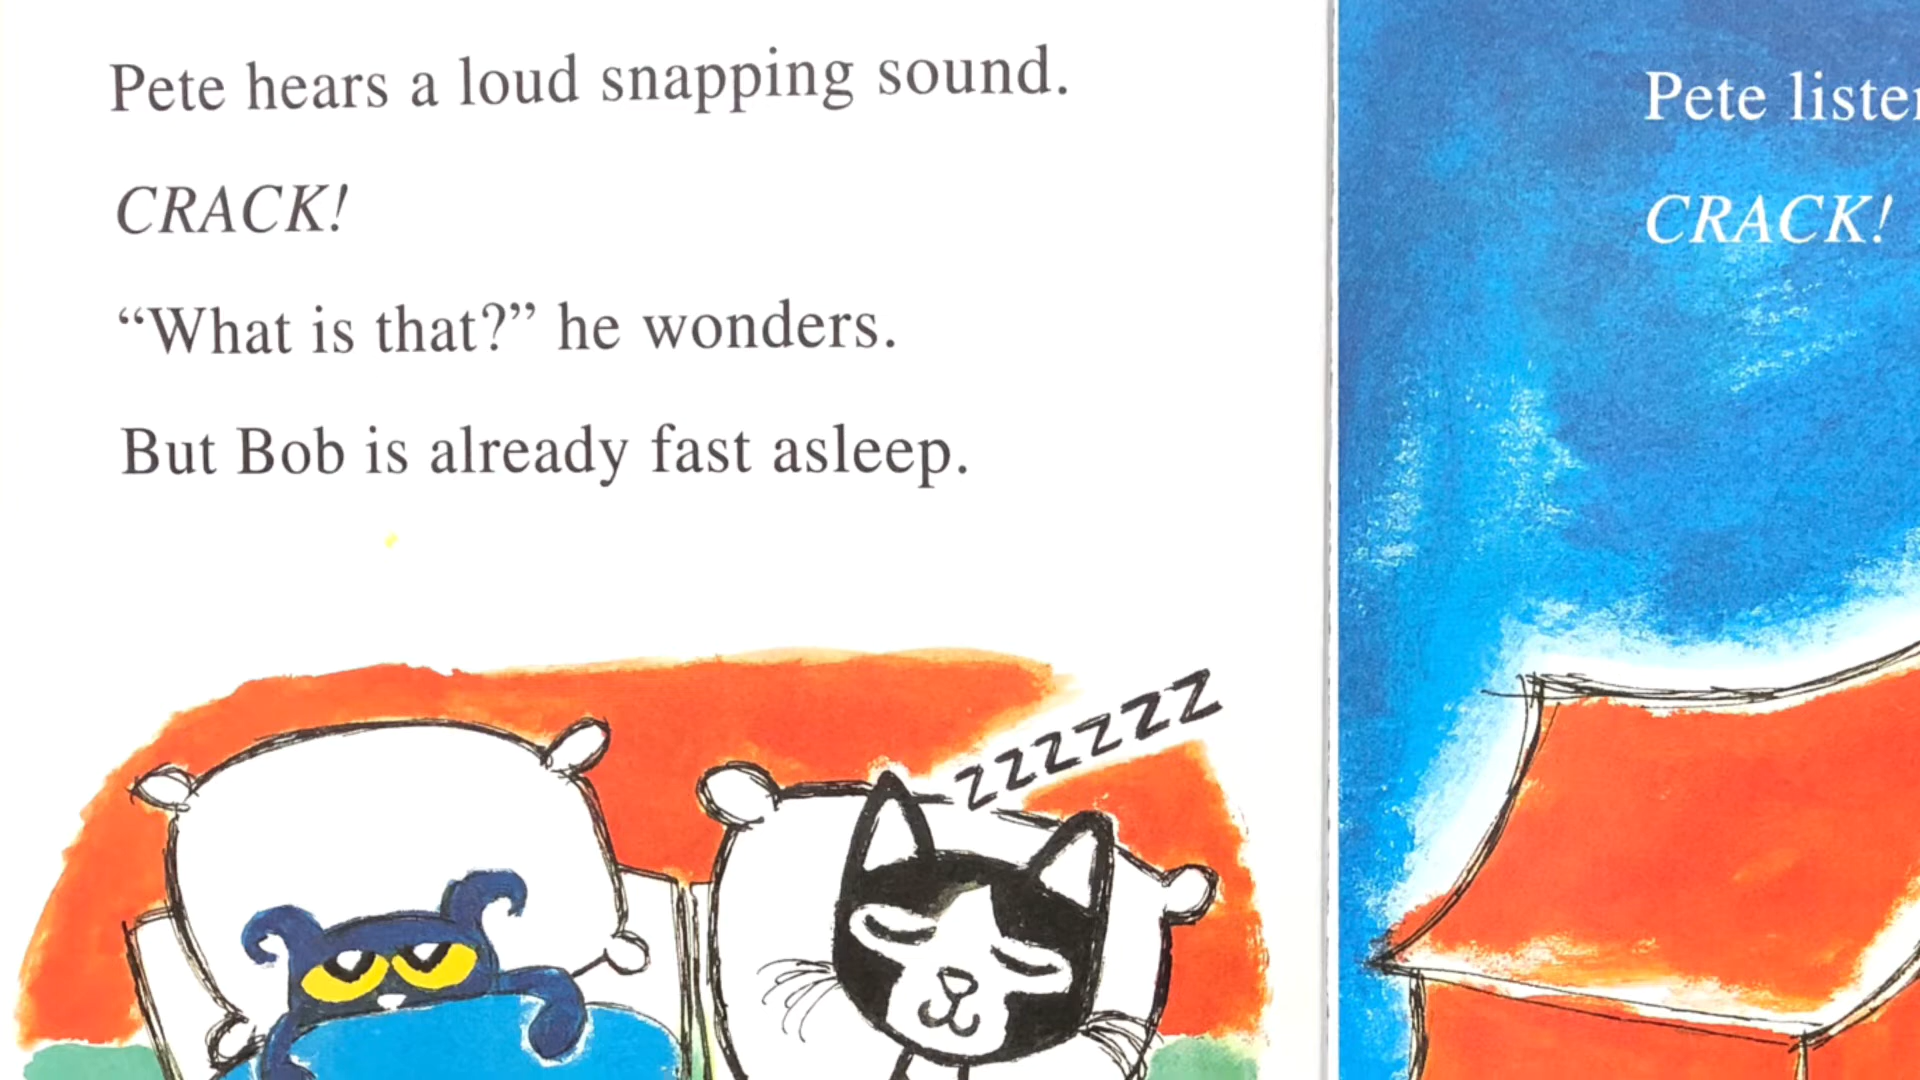 Pete hears a loud snapping sound.
CRACK!
“What is that?” he wonders.
But Bob is already fast asleep.
zzzzzz
Pete
CRACK!